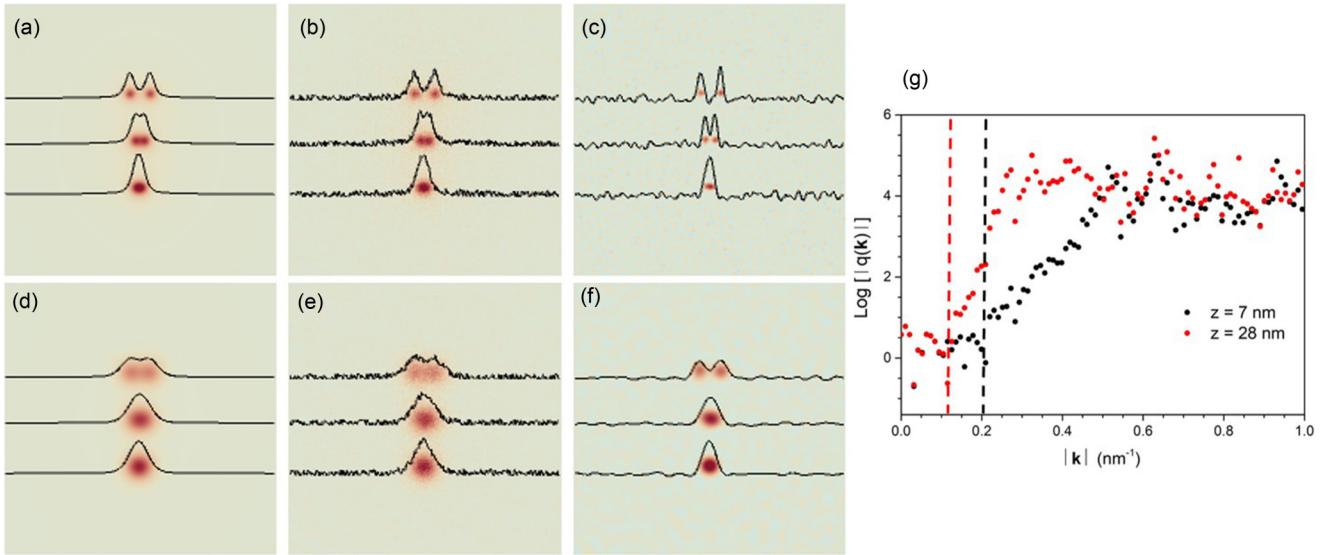 (a)
(b)
(c)
(d)
(e)
(f)
(g)
6
4
2
0
Log [ | q(k) | ]
z = 7 nm
z = 28 nm
0.0 0.2 0.4 0.6 0.8 1.0
| k | (nm⁻¹)